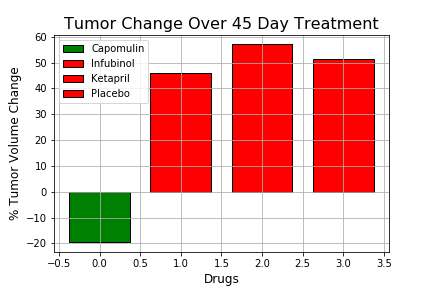 Tumor Change Over 45 Day Treatment
% Tumor Volume Change
60
50
40
30
20
10
0
−10
−20
Capomulin
Infubinol
Ketapril
Placebo
−0.5 0.0 0.5 1.0 1.5 2.0 2.5 3.0 3.5
Drugs